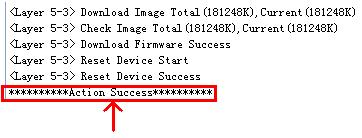 <Layer 5-3> Download Image Total(181248K),Current(181248K)
<Layer 5-3> Check Image Total(181248K),Current(181248K)
<Layer 5-3> Download Firmware Success
<Layer 5-3> Reset Device Start
<Layer 5-3> Reset Device Success
**********Action Success**********